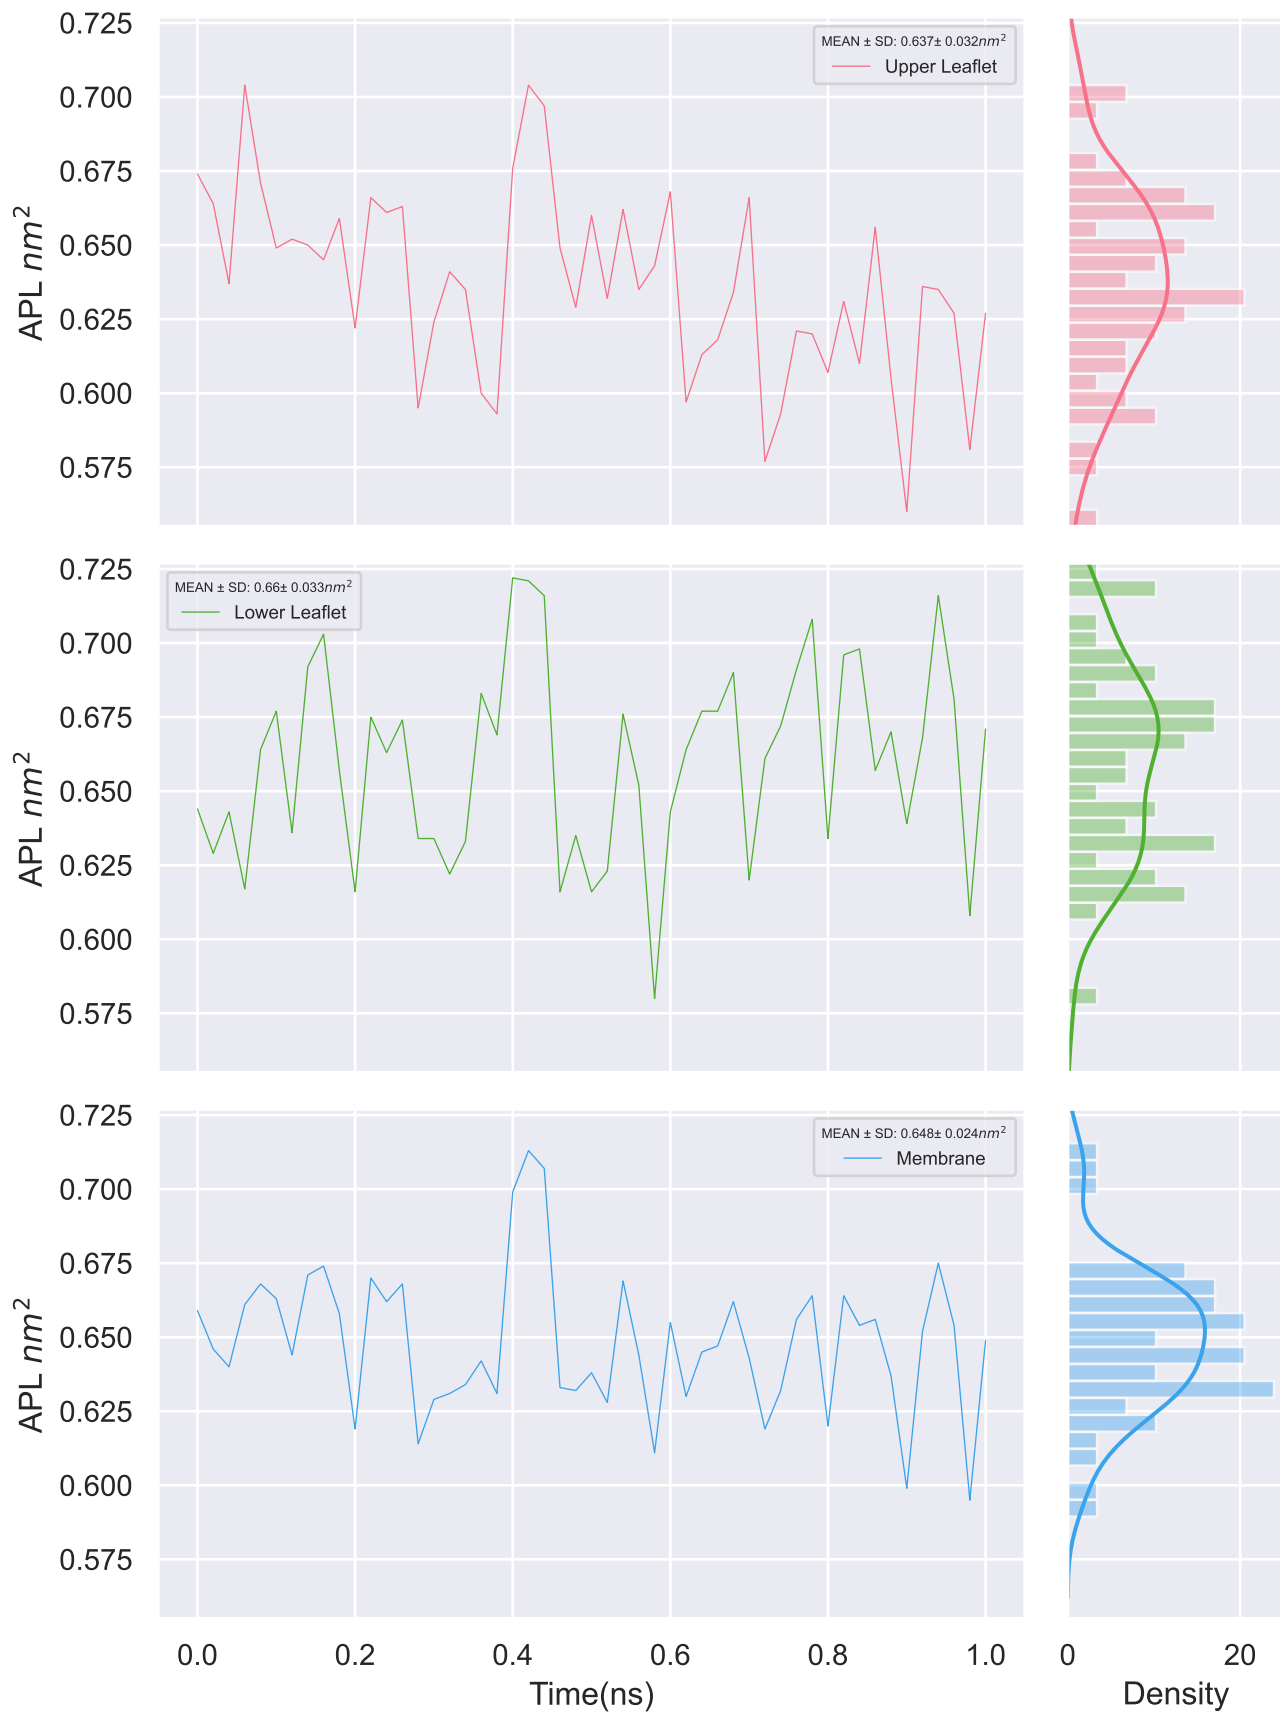 0.725
0.700
0.675
0.650
0.625
0.600
0.575
APL nm²
MEAN ± SD: 0.637± 0.032nm²
Upper Leaflet
0.725
0.700
0.675
0.650
0.625
0.600
0.575
APL nm²
MEAN ± SD: 0.66± 0.033nm²
Lower Leaflet
0.725
0.700
0.675
0.650
0.625
0.600
0.575
APL nm²
MEAN ± SD: 0.648± 0.024nm²
Membrane
0.0 0.2 0.4 0.6 0.8 1.0
Time(ns)
0 20
Density